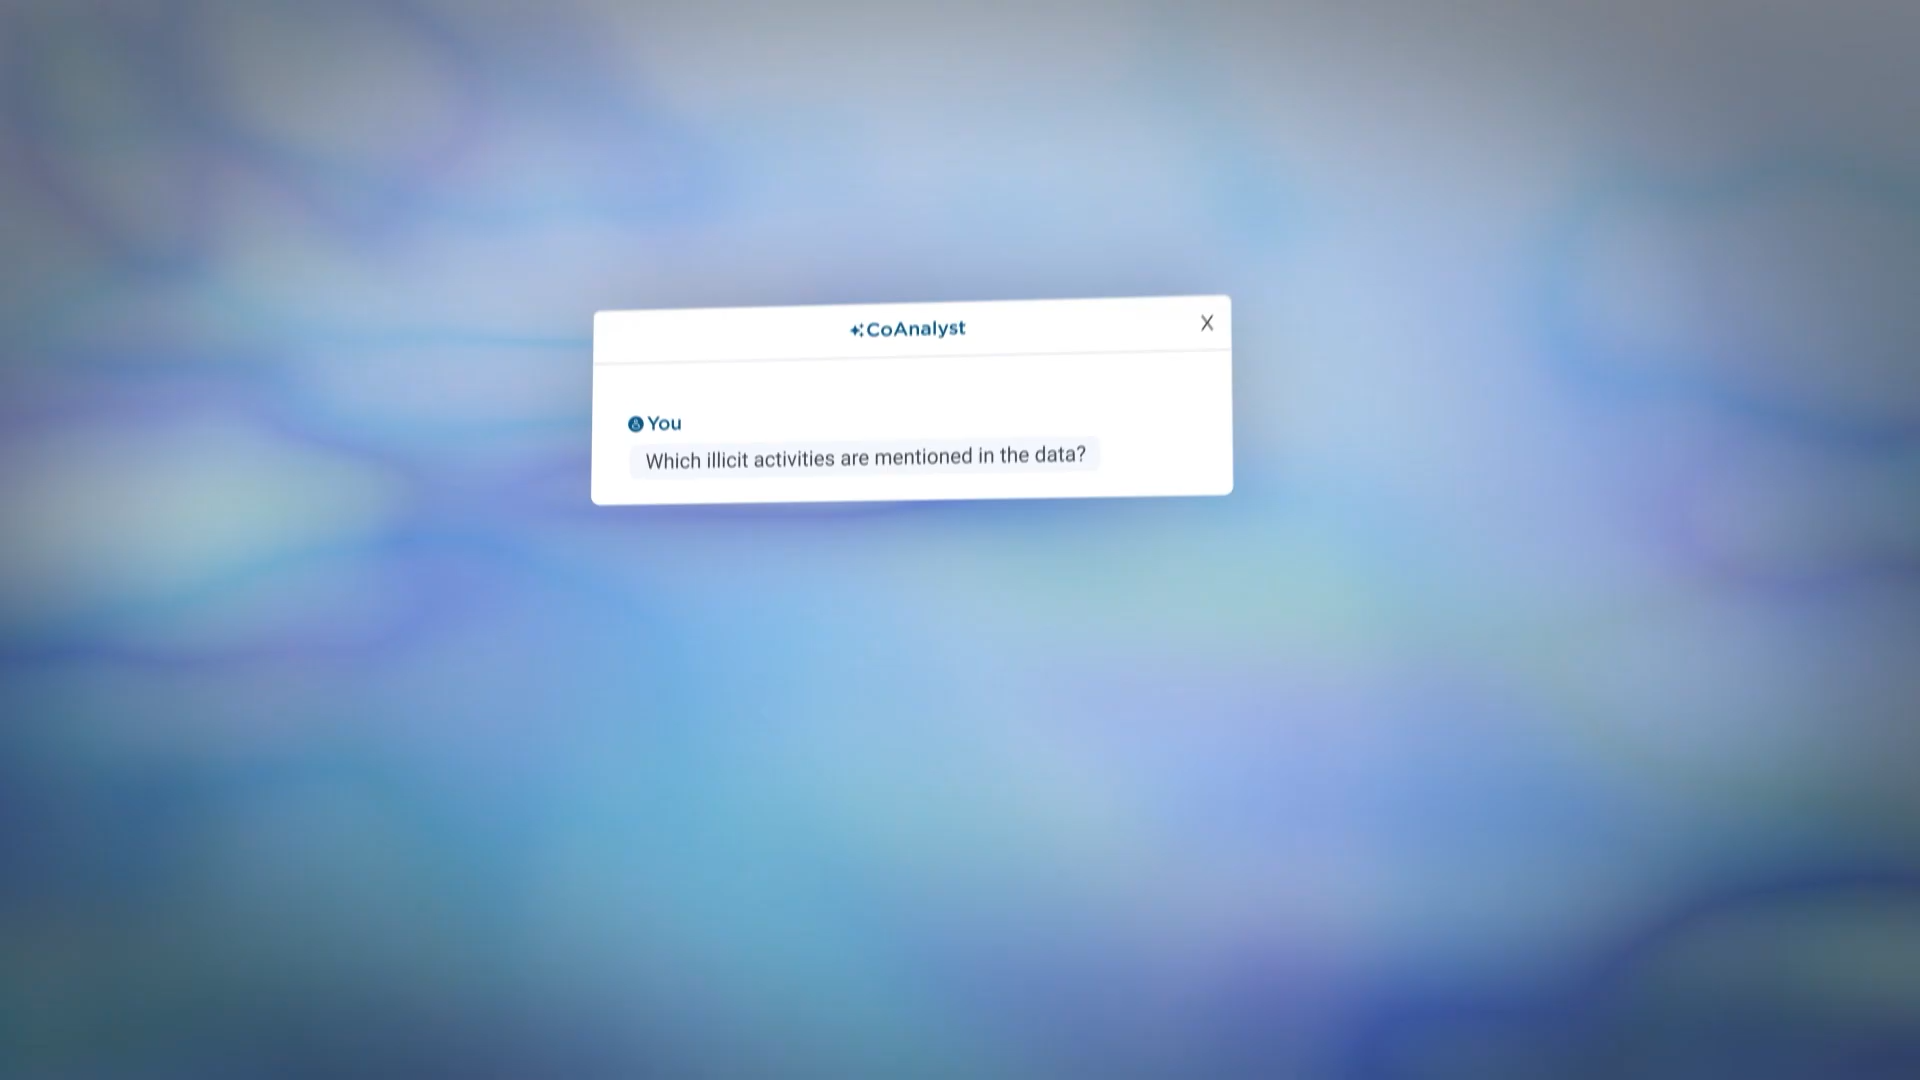 CoAnalyst
X
You
Which illicit activities are mentioned in the data?